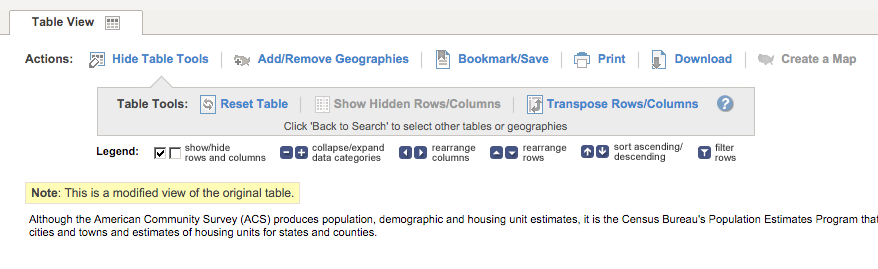 Table View
Actions: Hide Table Tools Add/Remove Geographies Bookmark/Save Print Download Create a Map
Table Tools: Reset Table Show Hidden Rows/Columns Transpose Rows/Columns ?
Click 'Back to Search' to select other tables or geographies
Legend: show/hide rows and columns collapse/expand data categories rearrange columns rearrange rows sort ascending/ descending filter rows
Note: This is a modified view of the original table.
Although the American Community Survey (ACS) produces population, demographic and housing unit estimates, it is the Census Bureau's Population Estimates Program that
cities and towns and estimates of housing units for states and counties.